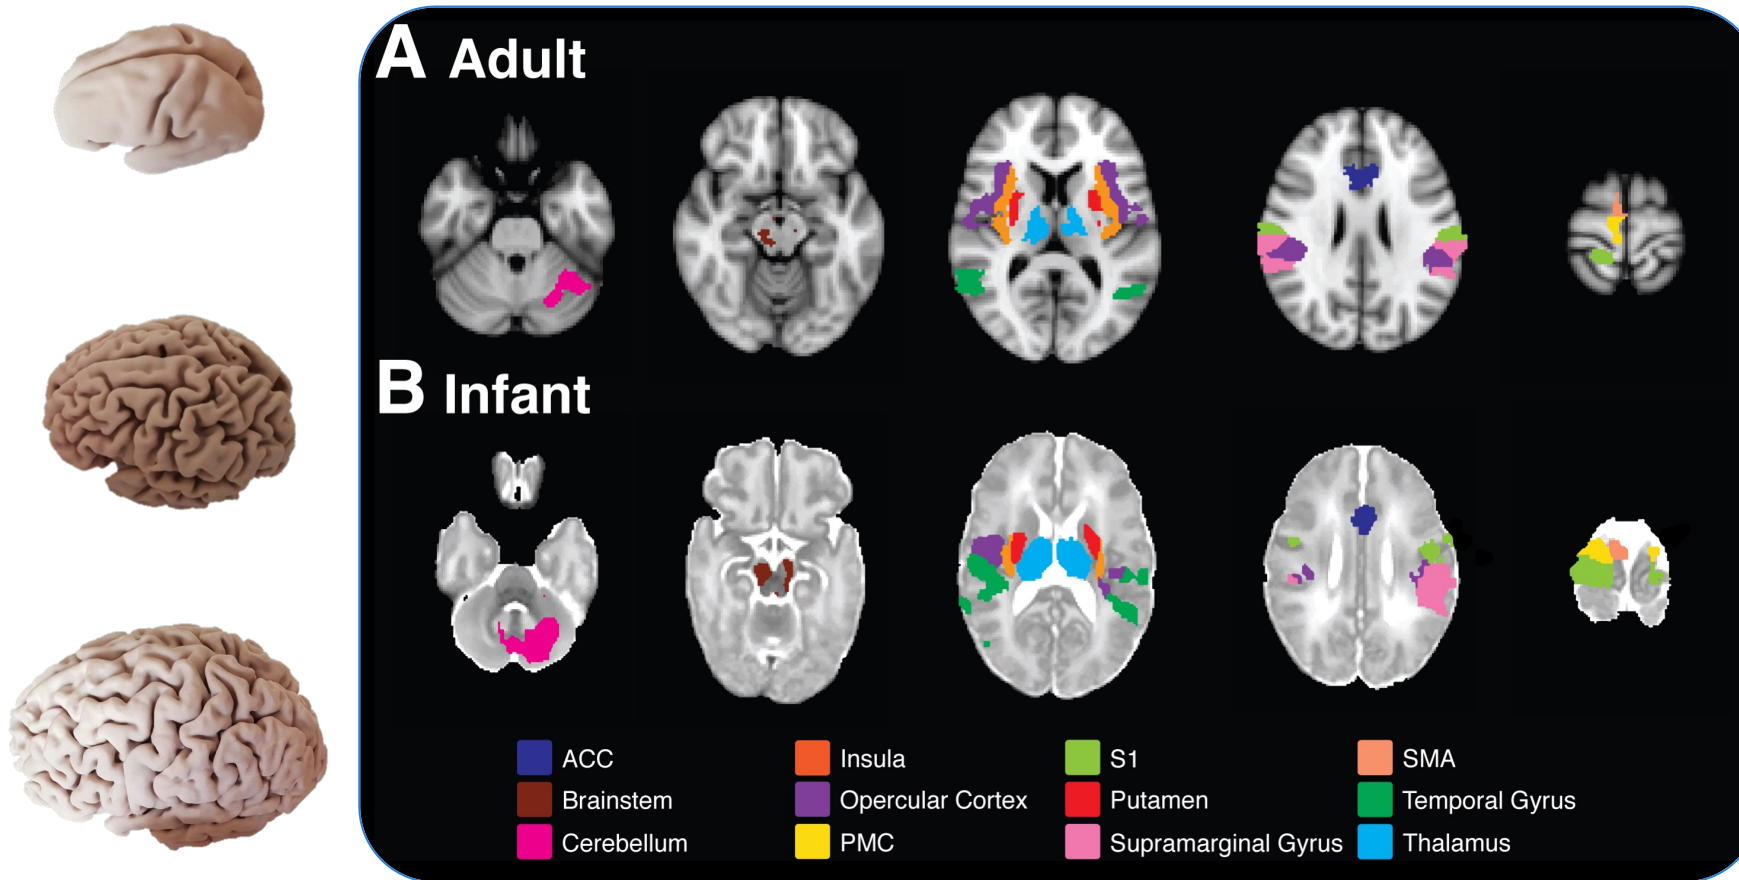 A Adult
B Infant
ACC
Insula
S1
SMA
Brainstem
Opercular Cortex
Putamen
Temporal Gyrus
Cerebellum
PMC
Supramarginal Gyrus
Thalamus